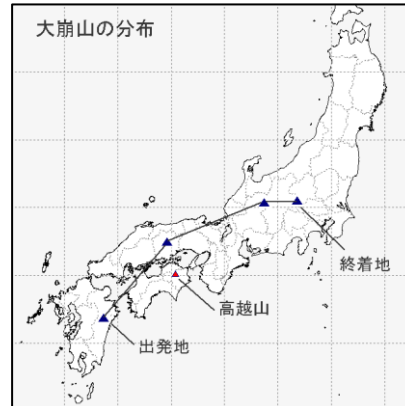 大崩山の分布
終着地
高越山
出発地